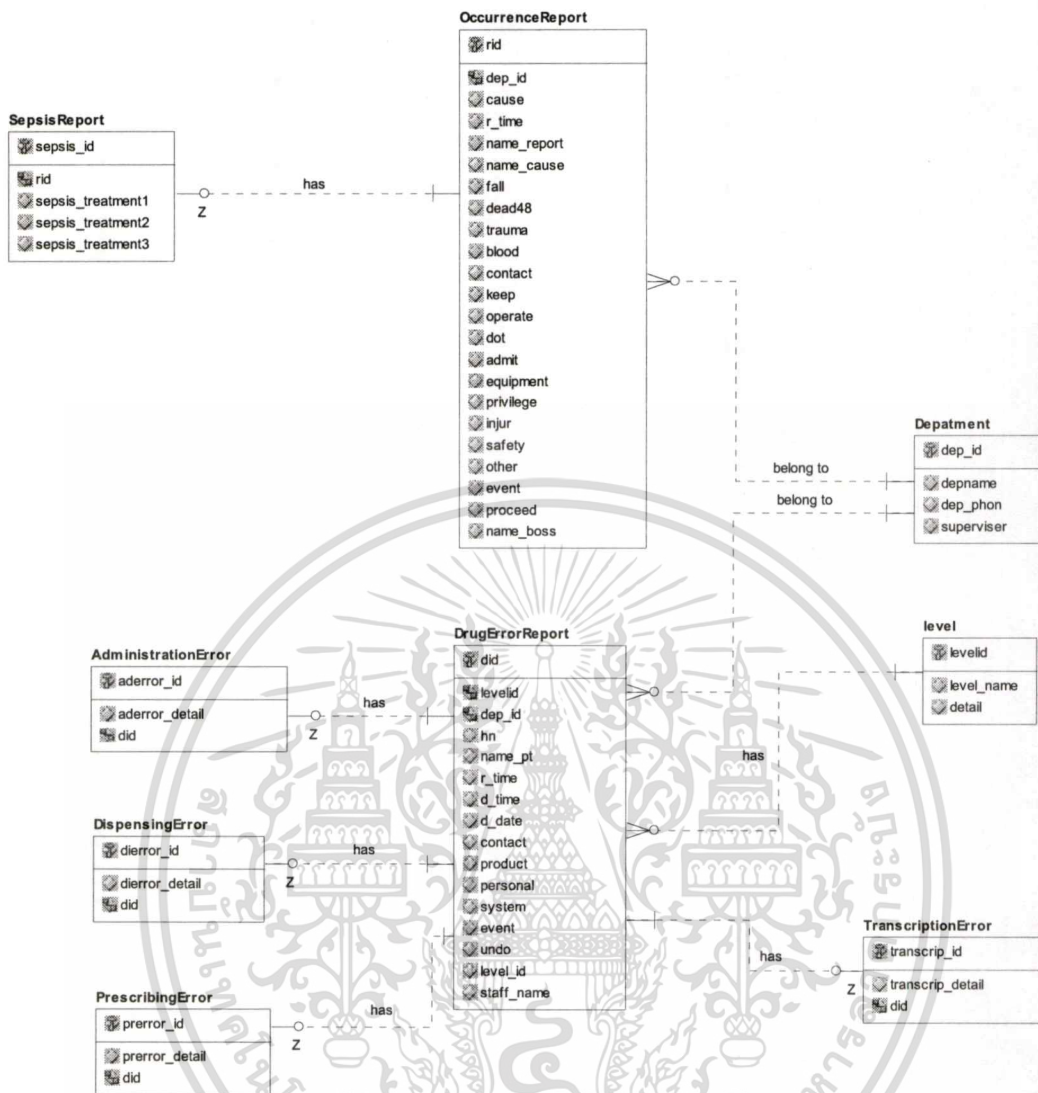 OccurrenceReport
rid
dep_id
cause
r_time
name_report
name_cause
fall
dead48
trauma
blood
contact
keep
operate
dot
admit
equipment
privilege
injur
safety
other
event
proceed
name_boss
SepsisReport
sepsis_id
rid
sepsis_treatment1
sepsis_treatment2
sepsis_treatment3
has
Z
Depatment
dep_id
depname
dep_phon
superviser
belong to
belong to
DrugErrorReport
did
levelid
dep_id
hn
name_pt
r_time
d_time
d_date
contact
product
personal
system
event
undo
level_id
staff_name
level
levelid
level_name
detail
has
AdministrationError
aderror_id
aderror_detail
did
has
Z
DispensingError
dierror_id
dierror_detail
did
has
Z
PrescribingError
prerror_id
prerror_detail
did
has
Z
TranscriptionError
transcrip_id
transcrip_detail
did
has
Z